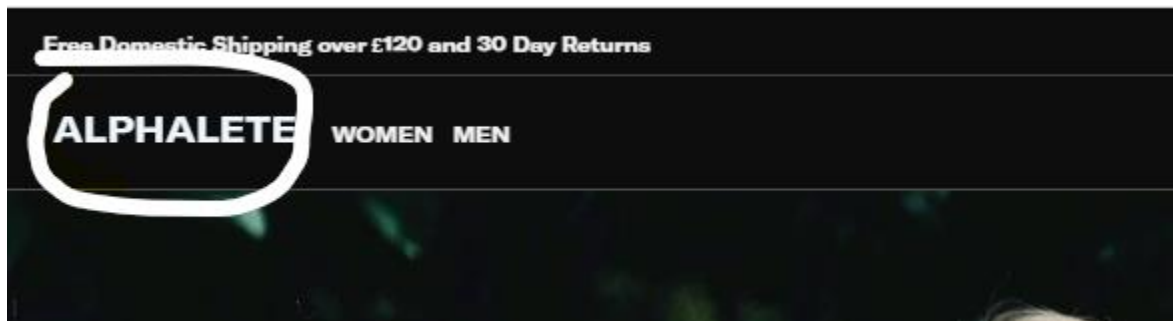 Free Domestic Shipping over £120 and 30 Day Returns
ALPHALETE WOMEN MEN